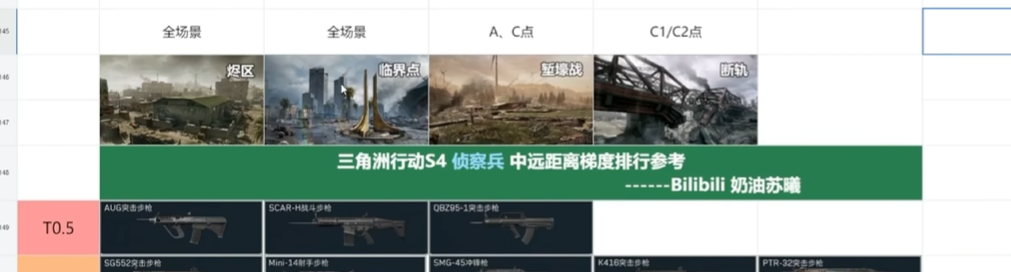 145
全场景
全场景
A、C点
C1/C2点
146
烬区
临界点
堑壕战
断轨
147
148
三角洲行动S4 侦察兵 中远距离梯度排行参考
------Bilibili 奶油苏曦
149
T0.5
AUG突击步枪
SCAR-H战斗步枪
QBZ95-1突击步枪
SG552突击步枪
Mini-14射手步枪
SMG-45冲锋枪
K416突击步枪
PTR-32突击步枪